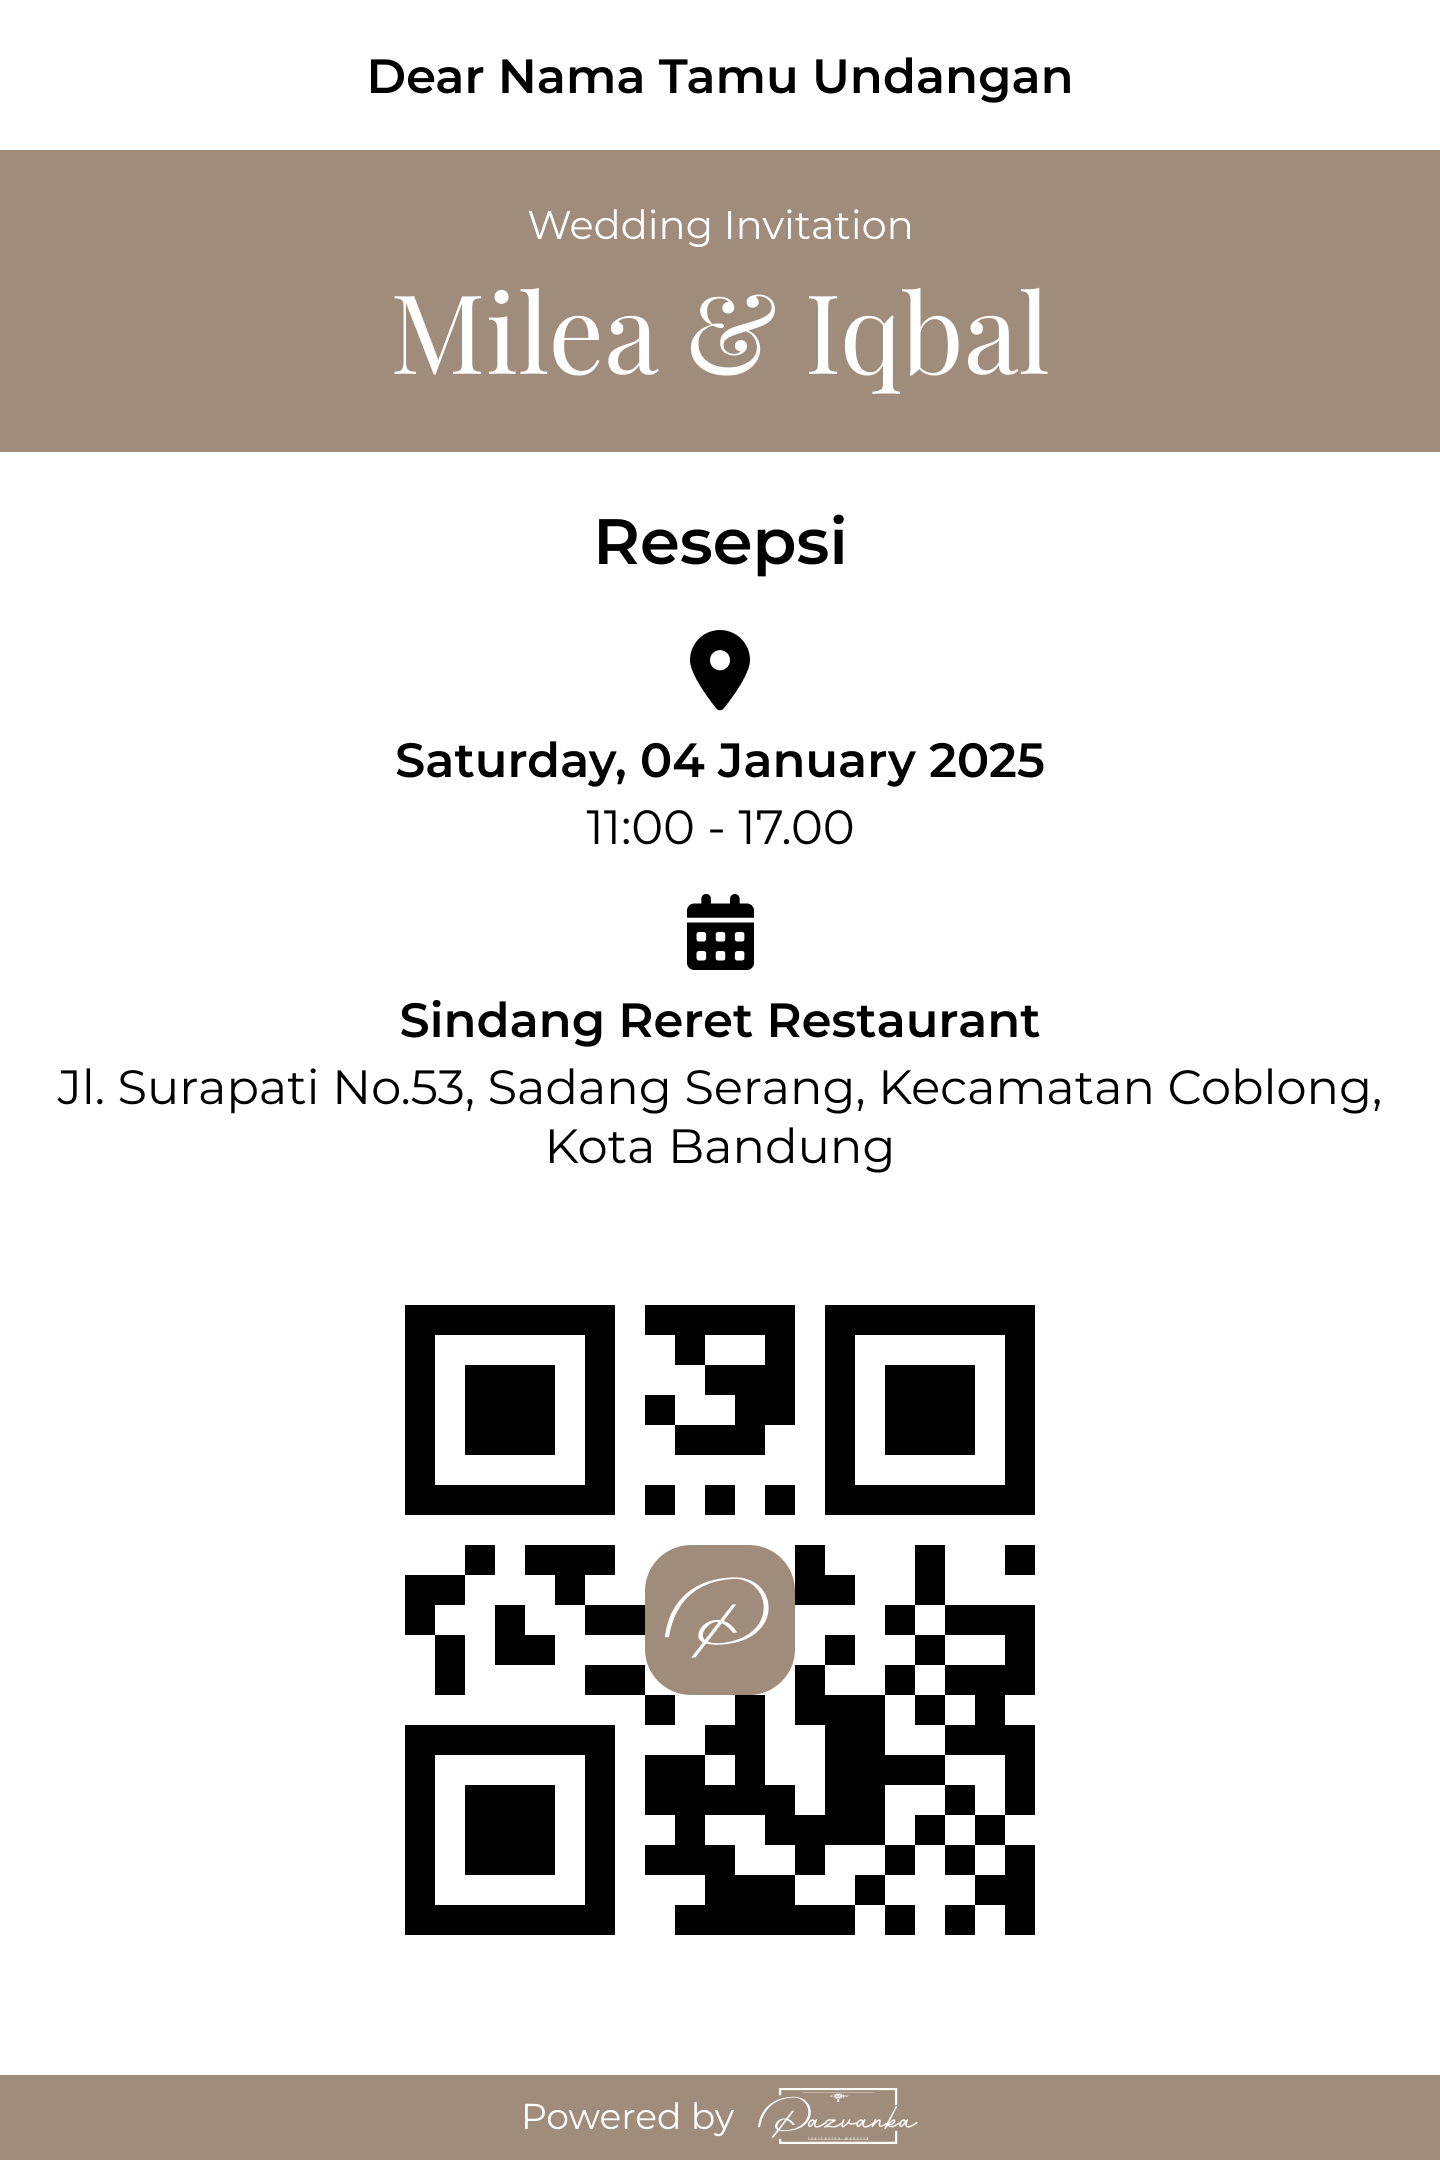 Dear Nama Tamu Undangan
Wedding Invitation
Milea & Iqbal
Resepsi
Saturday, 04 January 2025
11:00 - 17.00
Sindang Reret Restaurant
Jl. Surapati No.53, Sadang Serang, Kecamatan Coblong,
Kota Bandung
Powered by Dazvanka